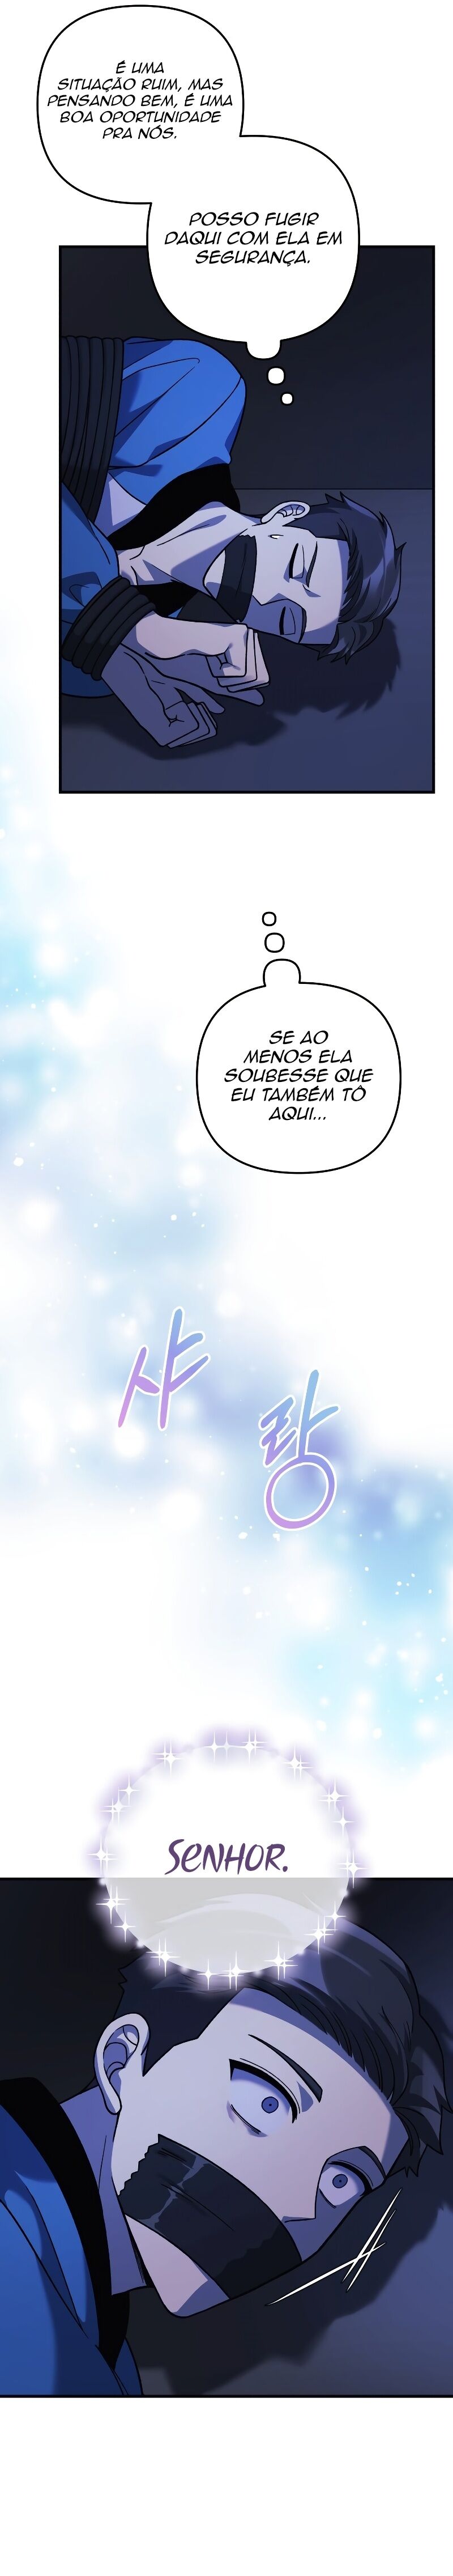 É UMA
SITUAÇÃO RUIM, MAS
PENSANDO BEM, É UMA
BOA OPORTUNIDADE
PRA NÓS.
POSSO FUGIR
DAQUI COM ELA EM
SEGURANÇA.
SE AO
MENOS ELA
SOUBESSE QUE
EU TAMBÉM TÔ
AQUI...
샤
랑
SENHOR.